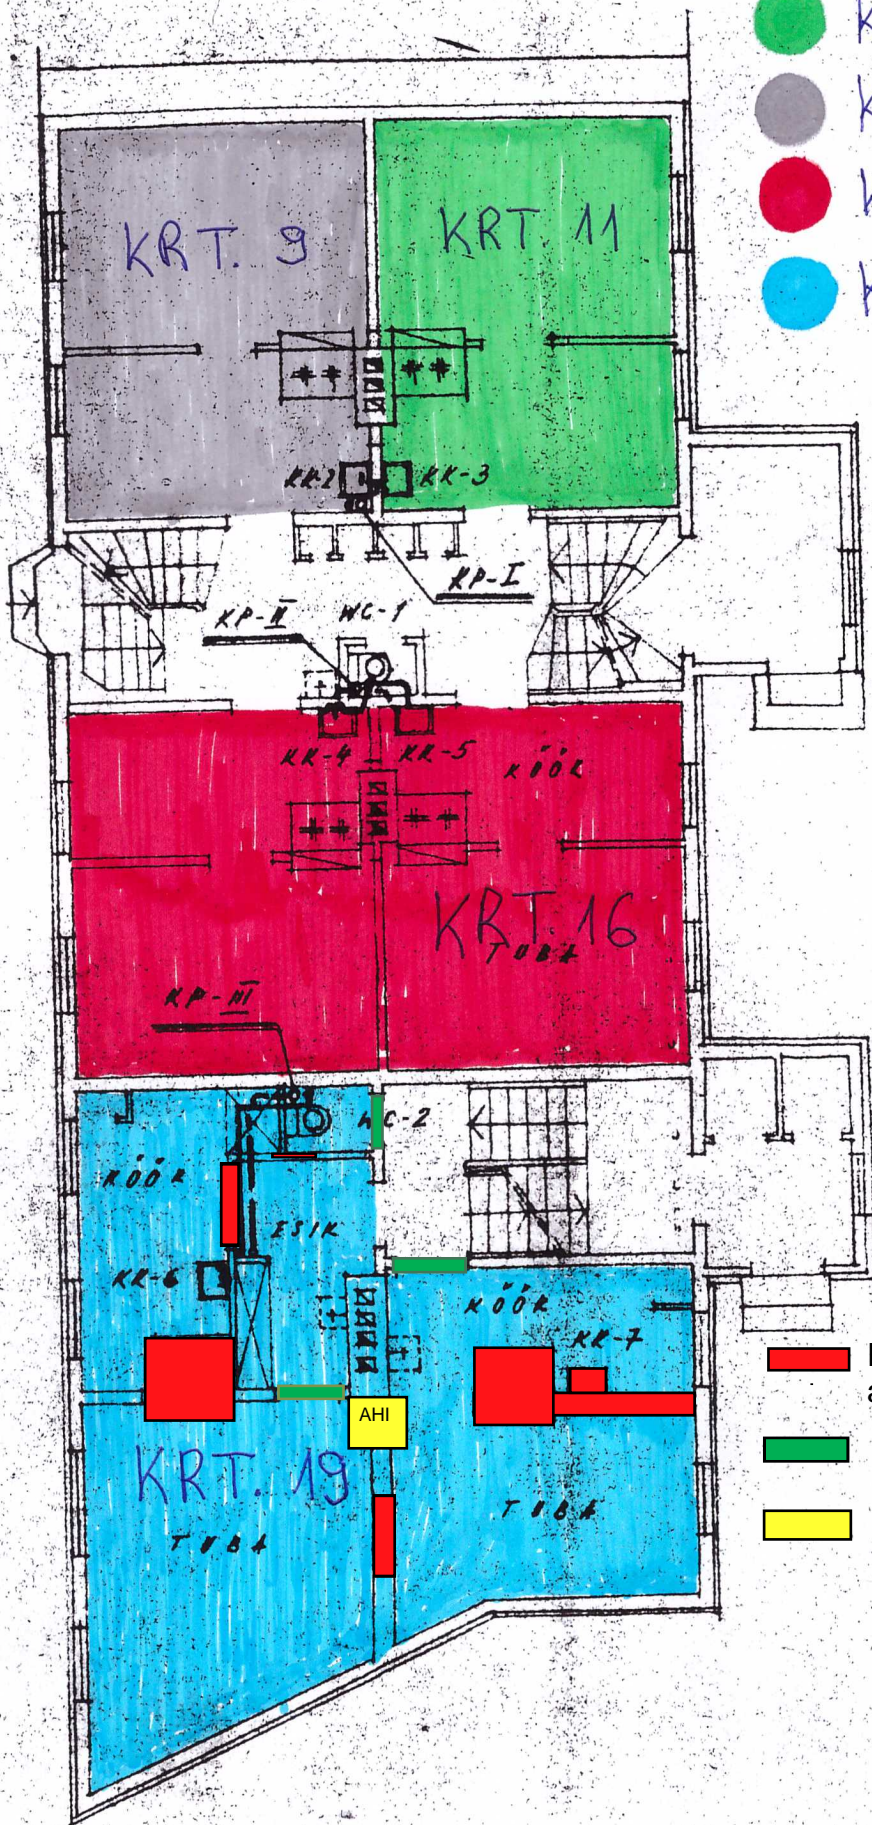 KRT. 9
KRT. 11
KK-2
KK-3
KP-I
KP-II
WC-1
KK-4
KK-5
KÖÖK
KRT. 16
TUBA
KP-III
WC-2
KÖÖK
ESIK
KK-6
KÖÖK
KK-7
AHI
KRT. 19
TUBA
TUBA